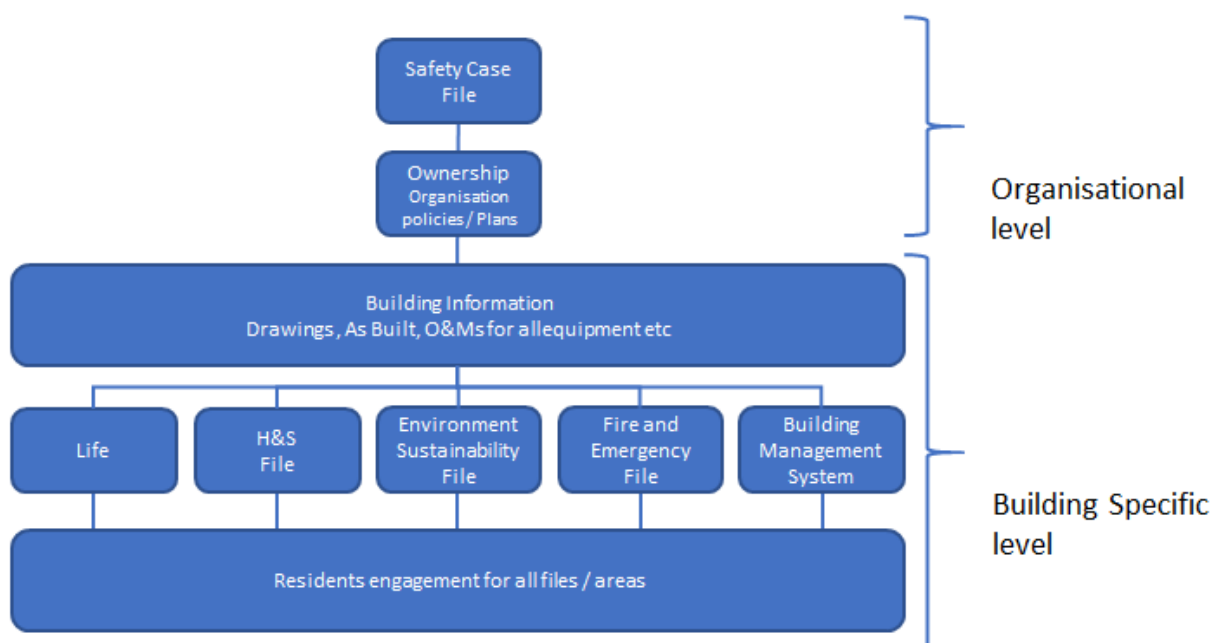 Safety Case
File
Ownership
Organisation
policies / Plans
Organisational
level
Building Information
Drawings, As Built, O&Ms for allequipment etc
Life
H&S
File
Environment
Sustainability
File
Fire and
Emergency
File
Building
Management
System
Building Specific
level
Residents engagement for all files / areas